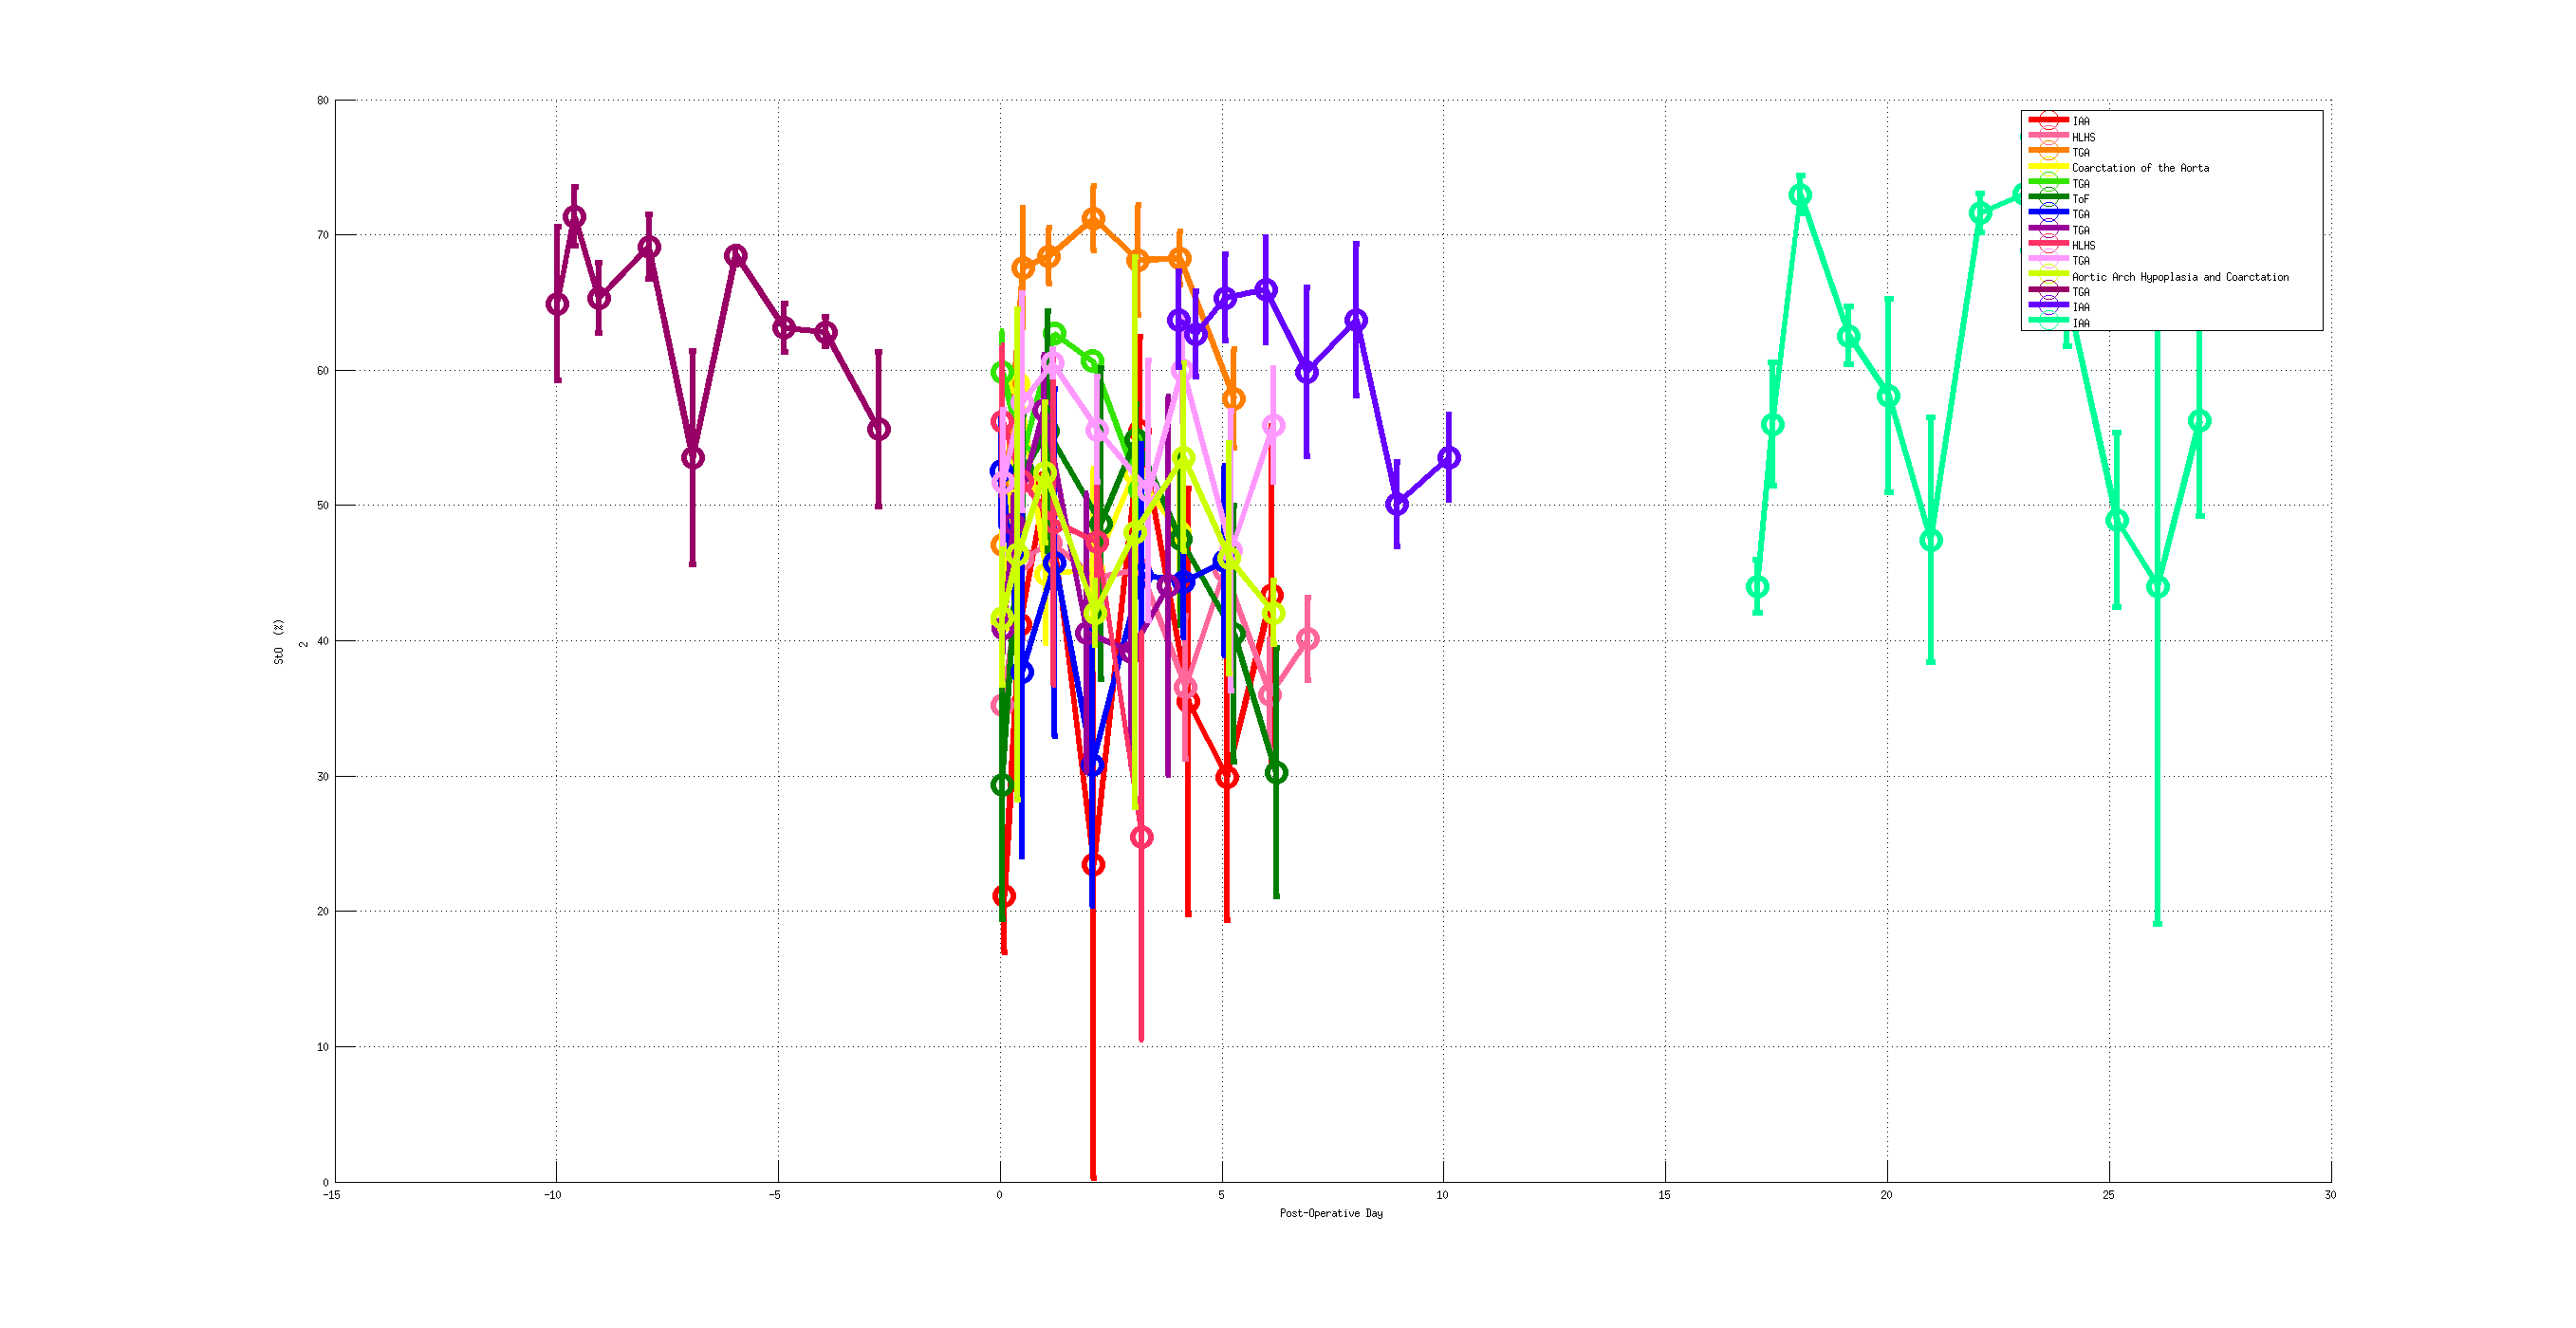 80
70
60
50
40
30
20
10
0
StO (%)
2
-15 -10 -5 0 5 10 15 20 25 30
Post-Operative Day
IAA
HLHS
TGA
Coarctation of the Aorta
TGA
ToF
TGA
TGA
HLHS
TGA
Aortic Arch Hypoplasia and Coarctation
TGA
IAA
IAA